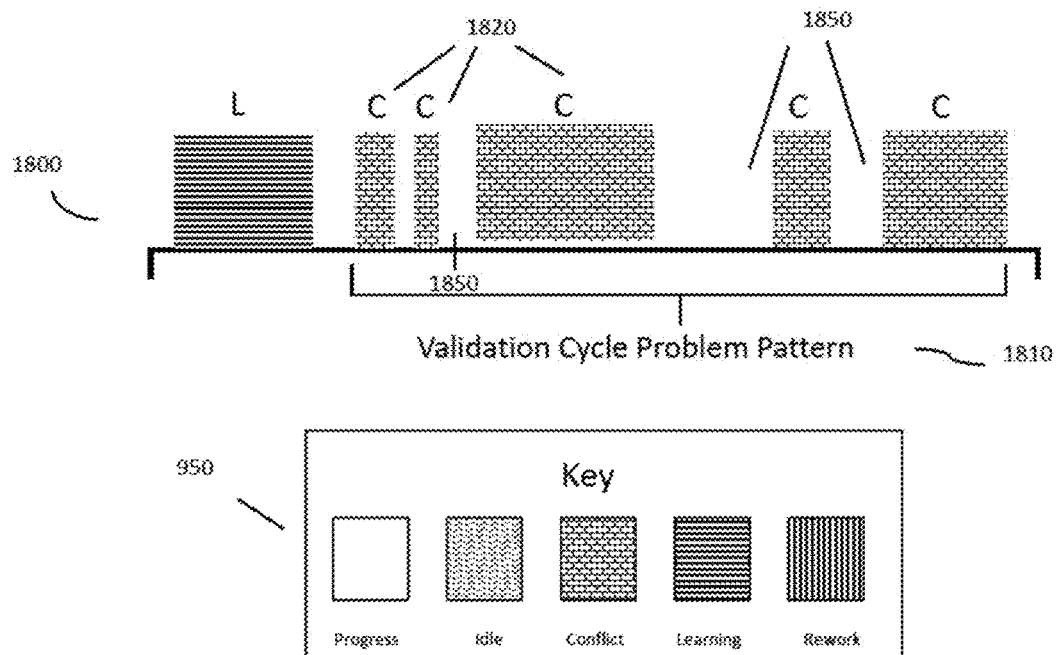 1820
1850
L C C C C C
1800
1850
Validation Cycle Problem Pattern
1810
950
Key
Progress Idle Conflict Learning Rework